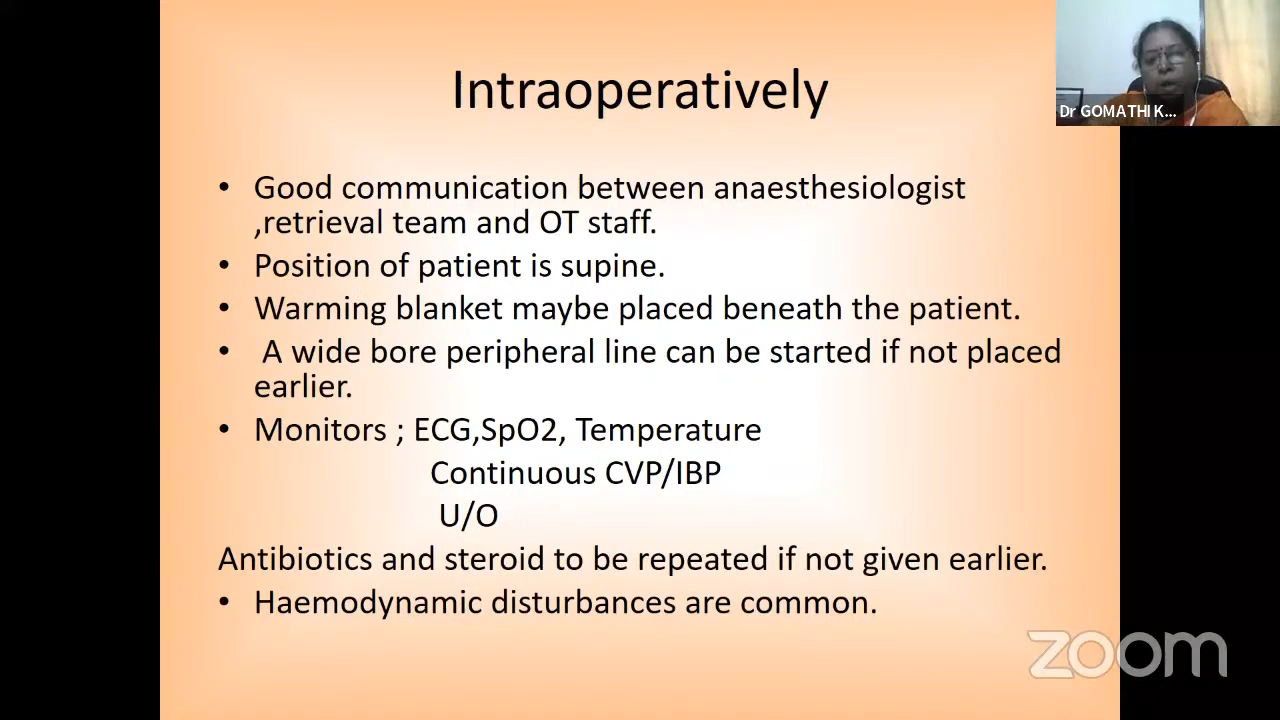 Intraoperatively
Dr GOMATHI K...
• Good communication between anaesthesiologist
,retrieval team and OT staff.
• Position of patient is supine.
• Warming blanket maybe placed beneath the patient.
• A wide bore peripheral line can be started if not placed
earlier.
• Monitors ; ECG,SpO2, Temperature
Continuous CVP/IBP
U/O
Antibiotics and steroid to be repeated if not given earlier.
• Haemodynamic disturbances are common.
zoom